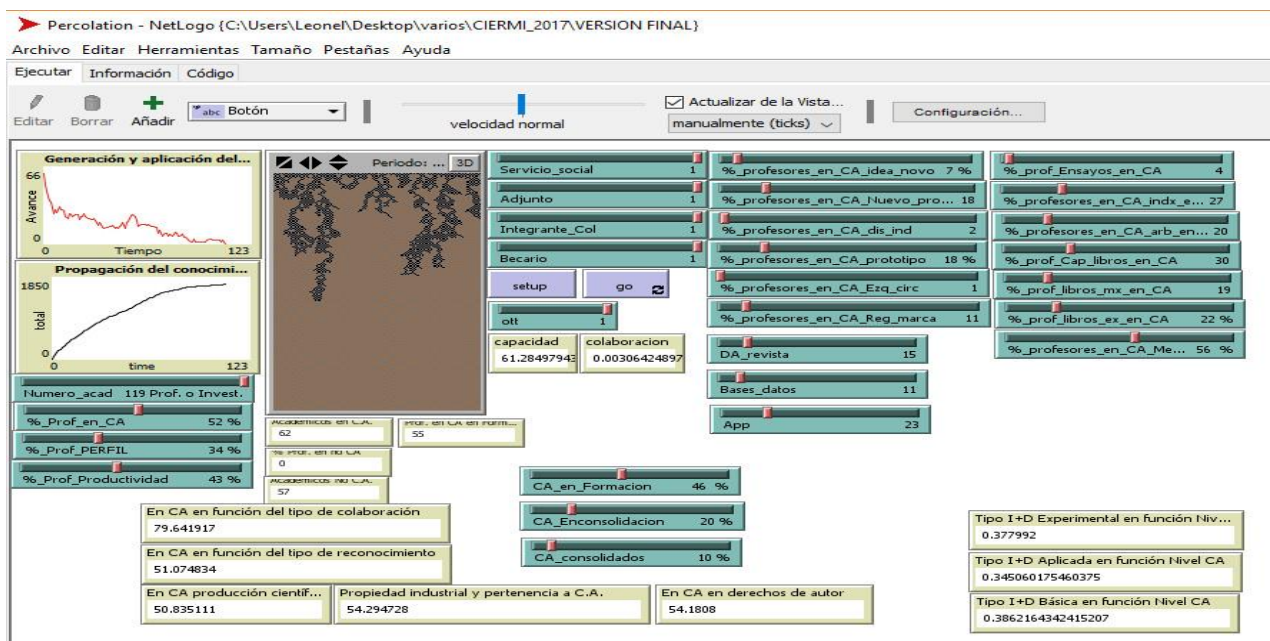 Percolation - NetLogo {C:\Users\Leonel\Desktop\varios\CIERMI_2017\VERSION FINAL}
Archivo Editar Herramientas Tamaño Pestañas Ayuda
Ejecutar Información Código
Editar Borrar Añadir
abc Botón
velocidad normal
Actualizar de la Vista...
manualmente (ticks)
Configuración...
Generación y aplicación del...
66
Avance
0
0 Tiempo 123
Propagación del conocimi...
1850
total
0
0 time 123
Numero_acad 119 Prof. o Invest.
%_Prof_en_CA 52 %
%_Prof_PERFIL 34 %
%_Prof_Productividad 43 %
Periodo: ... 3D
Servicio_social 1
Adjunto 1
Integrante_Col 1
Becario 1
setup go
ott 1
capacidad
61.28497943
colaboracion
0.00306424897
%_profesores_en_CA_idea_novo 7 %
%_profesores_en_CA_Nuevo_pro... 18
%_profesores_en_CA_dis_ind 2
%_profesores_en_CA_prototipo 18 %
%_profesores_en_CA_Ezq_circ 1
%_profesores_en_CA_Reg_marca 11
DA_revista 15
Bases_datos 11
App 23
%_prof_Ensayos_en_CA 4
%_profesores_en_CA_indx_e... 27
%_profesores_en_CA_arb_en... 20
%_prof_Cap_libros_en_CA 30
%_prof_libros_mx_en_CA 19
%_prof_libros_ex_en_CA 22 %
%_profesores_en_CA_Me... 56 %
Academicos en C.A.
62
Prof. en CA en Form...
55
% Prof. en no CA
0
Academicos No C.A.
57
CA_en_Formacion 46 %
CA_Enconsolidacion 20 %
CA_consolidados 10 %
En CA en función del tipo de colaboración
79.641917
En CA en función del tipo de reconocimiento
51.074834
En CA producción científ...
50.835111
Propiedad industrial y pertenencia a C.A.
54.294728
En CA en derechos de autor
54.1808
Tipo I+D Experimental en función Niv...
0.377992
Tipo I+D Aplicada en función Nivel CA
0.345060175460375
Tipo I+D Básica en función Nivel CA
0.3862164342415207